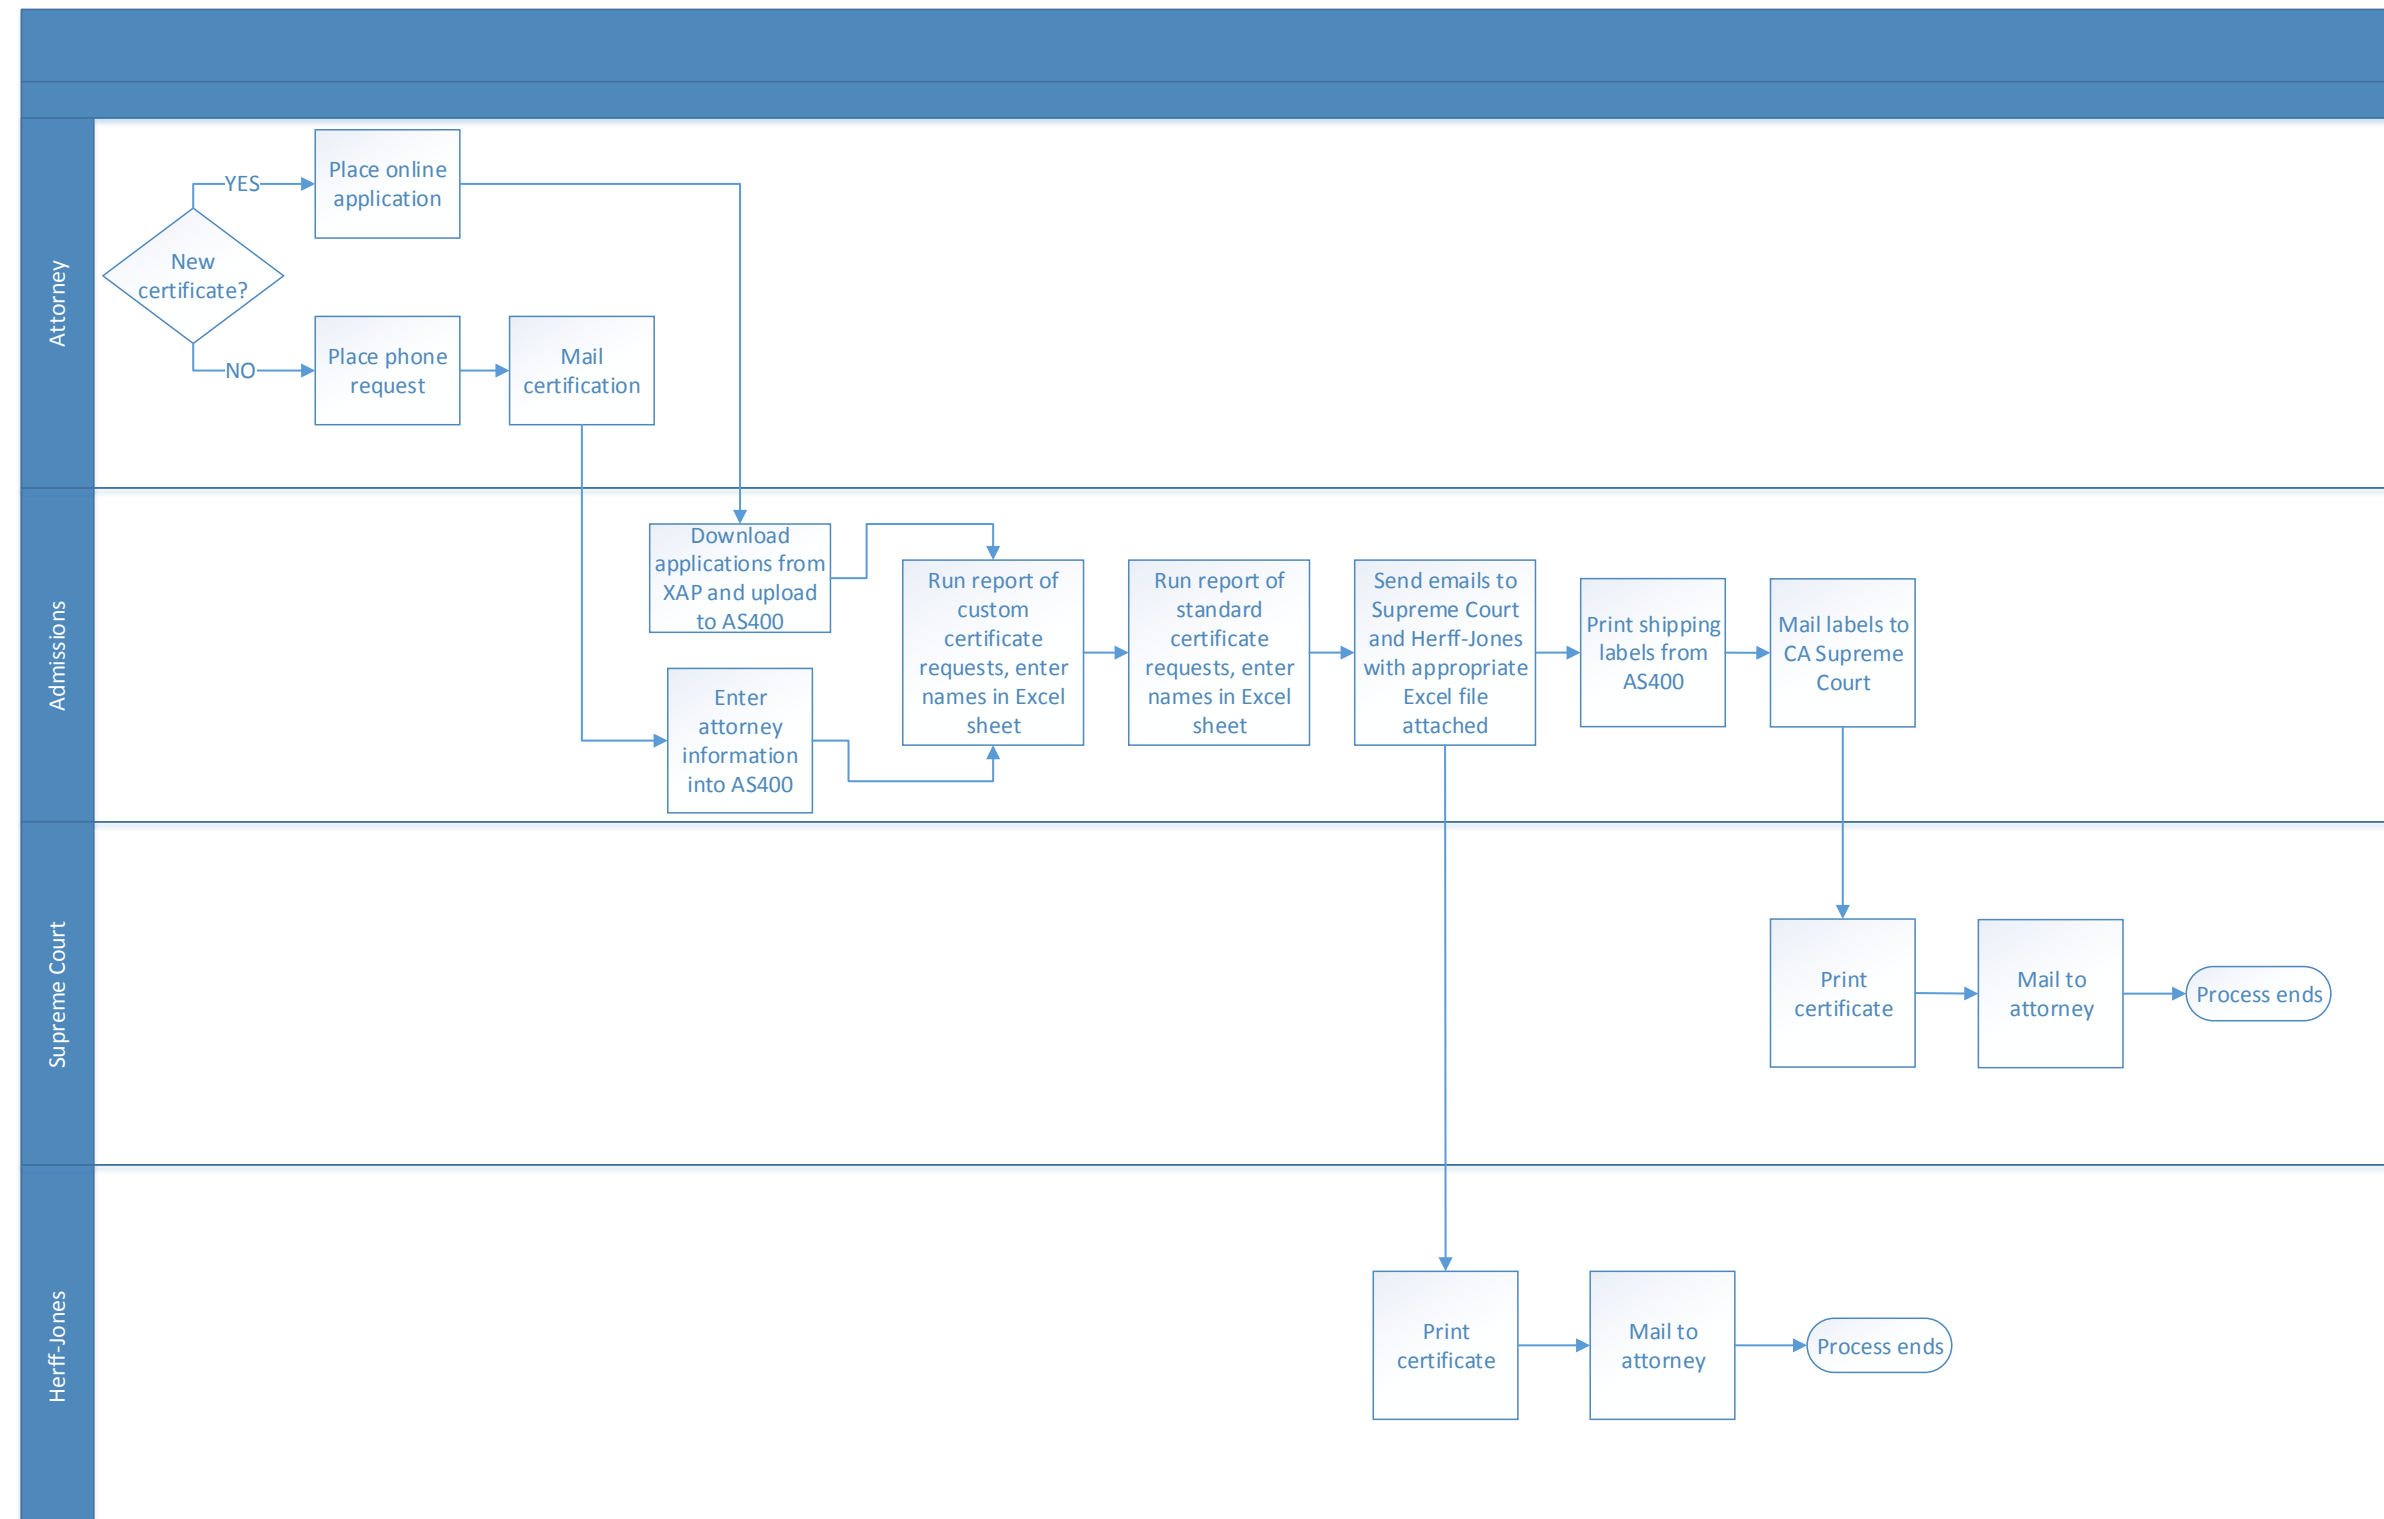 Attorney
New
certificate?
YES
Place online
application
NO
Place phone
request
Mail
certification
Admissions
Download
applications from
XAP and upload
to AS400
Enter
attorney
information
into AS400
Run report of
custom
certificate
requests, enter
names in Excel
sheet
Run report of
standard
certificate
requests, enter
names in Excel
sheet
Send emails to
Supreme Court
and Herff-Jones
with appropriate
Excel file
attached
Print shipping
labels from
AS400
Mail labels to
CA Supreme
Court
Supreme Court
Print
certificate
Mail to
attorney
Process ends
Herff-Jones
Print
certificate
Mail to
attorney
Process ends